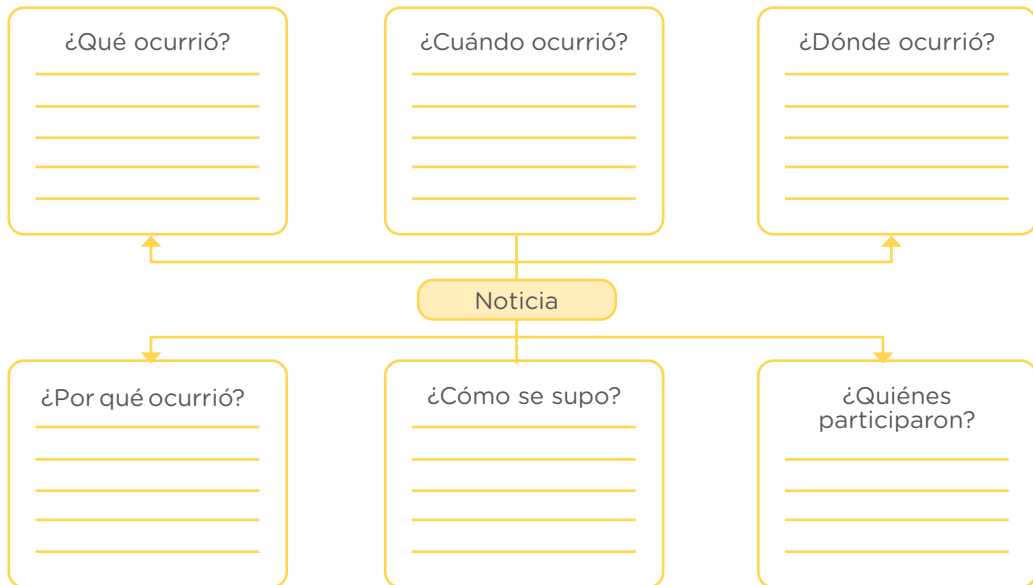 ¿Qué ocurrió?
¿Cuándo ocurrió?
¿Dónde ocurrió?
Noticia
¿Por qué ocurrió?
¿Cómo se supo?
¿Quiénes
participaron?